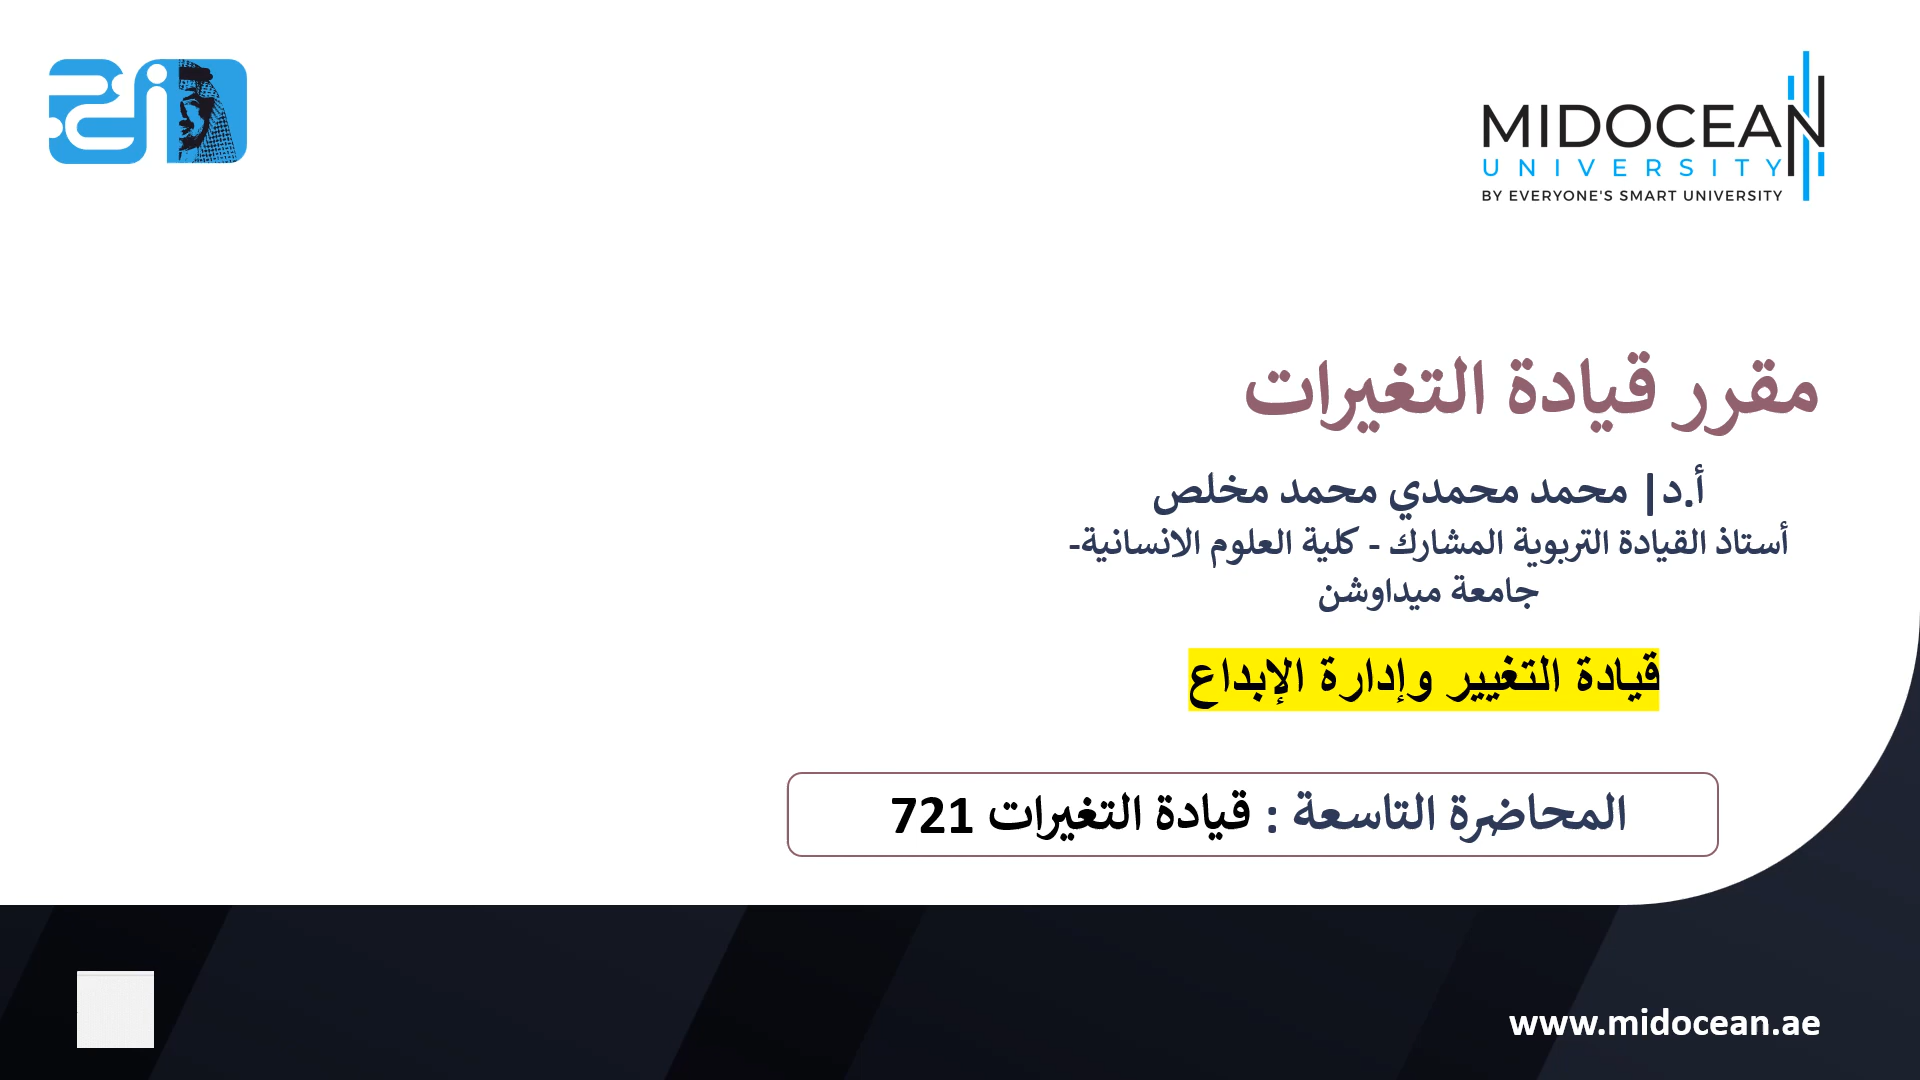 MIDOCEAN
UNIVERSITY
BY EVERYONE'S SMART UNIVERSITY
مقرر قيادة التغيرات
أ.د| محمد محمدي محمد مخلص
أستاذ القيادة التربوية المشارك - كلية العلوم الانسانية-
جامعة ميداوشن
قيادة التغيير وإدارة الإبداع
المحاضرة التاسعة : قيادة التغيرات 721
www.midocean.ae